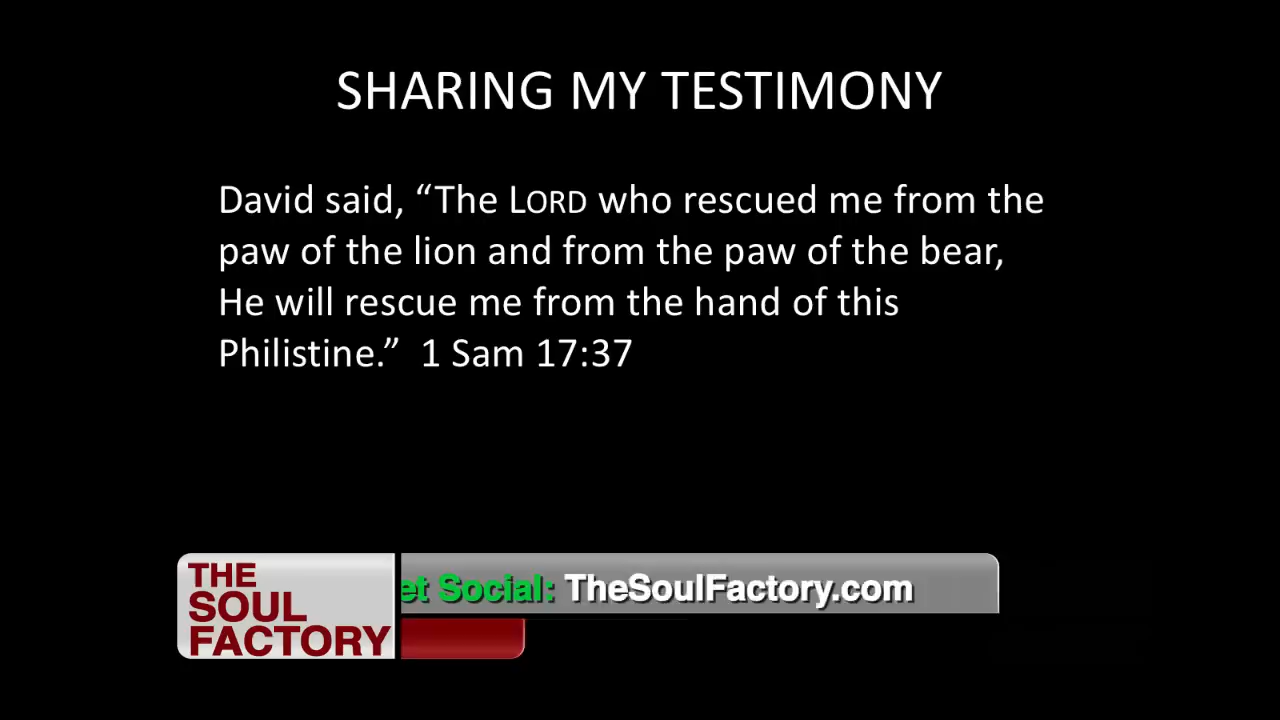 SHARING MY TESTIMONY
David said, “The LORD who rescued me from the
paw of the lion and from the paw of the bear,
He will rescue me from the hand of this
Philistine.”  1 Sam 17:37
THE
SOUL
FACTORY
et Social: TheSoulFactory.com